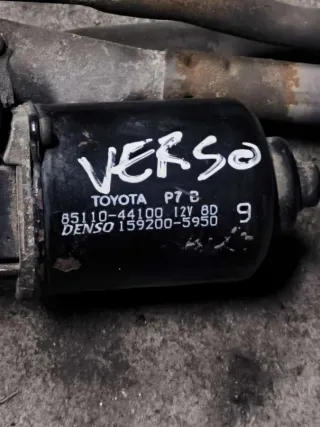 VERSO
TOYOTA P7 B
85110-44100 12V 8D 9
DENSO 159200-5950